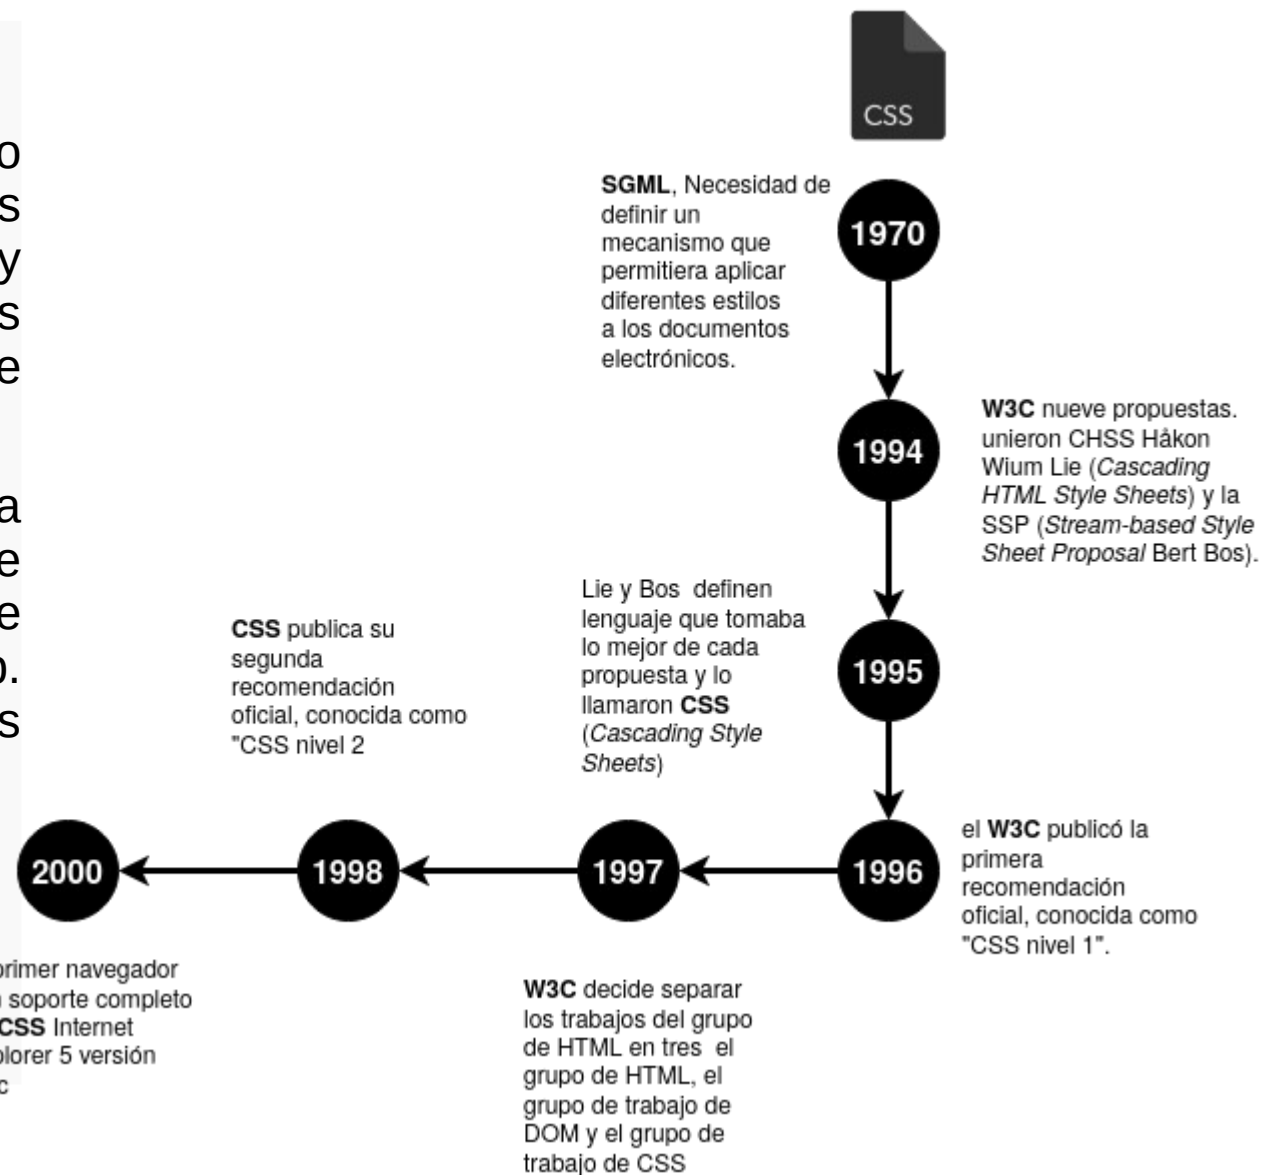 CSS
SGML, Necesidad de
definir un
mecanismo que
permitiera aplicar
diferentes estilos
a los documentos
electrónicos.
1970
1994
W3C nueve propuestas.
unieron CHSS Håkon
Wium Lie (Cascading
HTML Style Sheets) y la
SSP (Stream-based Style
Sheet Proposal Bert Bos).
Lie y Bos definen
lenguaje que tomaba
lo mejor de cada
propuesta y lo
llamaron CSS
(Cascading Style
Sheets)
1995
1996
el W3C publicó la
primera
recomendación
oficial, conocida como
"CSS nivel 1".
1997
W3C decide separar
los trabajos del grupo
de HTML en tres el
grupo de HTML, el
grupo de trabajo de
DOM y el grupo de
trabajo de CSS
CSS publica su
segunda
recomendación
oficial, conocida como
"CSS nivel 2
1998
2000
primer navegador
soporte completo
CSS Internet
5 versión